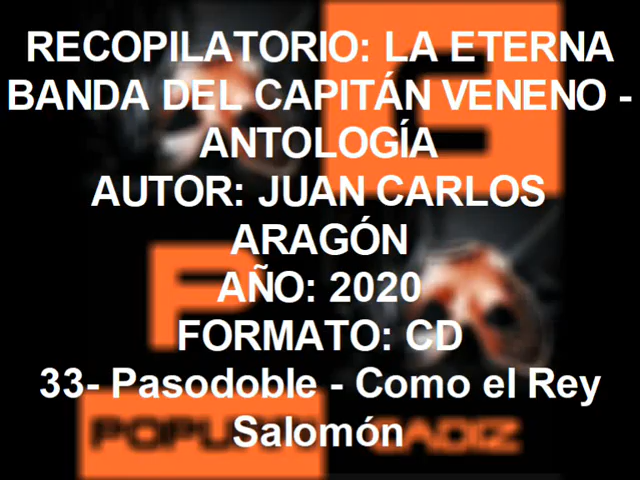 RECOPILATORIO: LA ETERNA
BANDA DEL CAPITÁN VENENO -
ANTOLOGÍA
AUTOR: JUAN CARLOS
ARAGÓN
AÑO: 2020
FORMATO: CD
33- Pasodoble - Como el Rey
Salomón
G
P
CADIZ